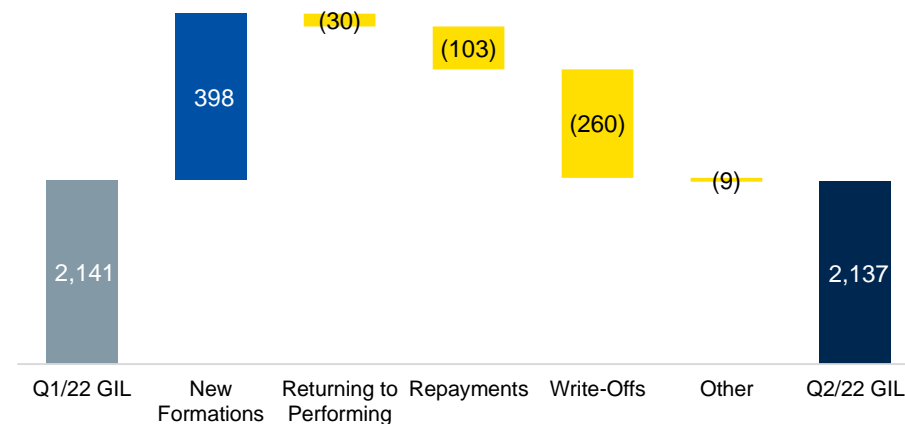 (30)
(103)
398
(260)
(9)
2,141
2,137
Q1/22 GIL
New
Formations
Returning to
Performing
Repayments
Write-Offs
Other
Q2/22 GIL